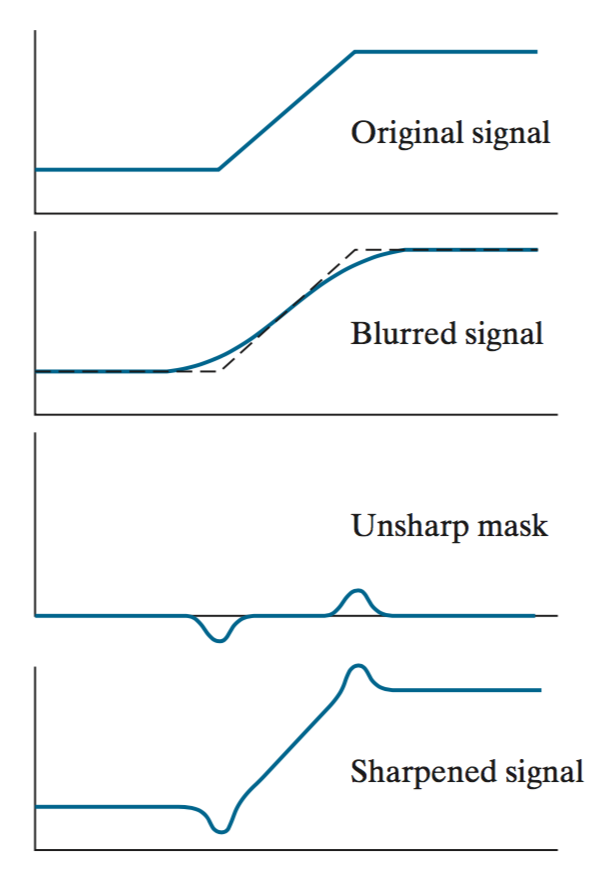 Original signal
Blurred signal
Unsharp mask
Sharpened signal